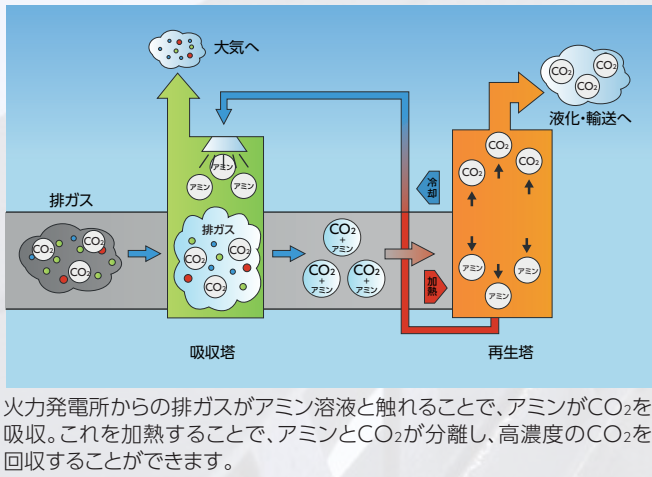 大気へ
CO₂
CO₂
CO₂
液化・輸送へ
アミン
アミン
アミン
CO₂
CO₂
CO₂
冷却
排ガス
排ガス
CO₂
CO₂
CO₂
CO₂
CO₂
CO₂
CO₂
+
アミン
CO₂
+
アミン
CO₂
+
アミン
加熱
アミン
アミン
アミン
吸収塔
再生塔
火力発電所からの排ガスがアミン溶液と触れることで、アミンがCO₂を
吸収。これを加熱することで、アミンとCO₂が分離し、高濃度のCO₂を
回収することができます。